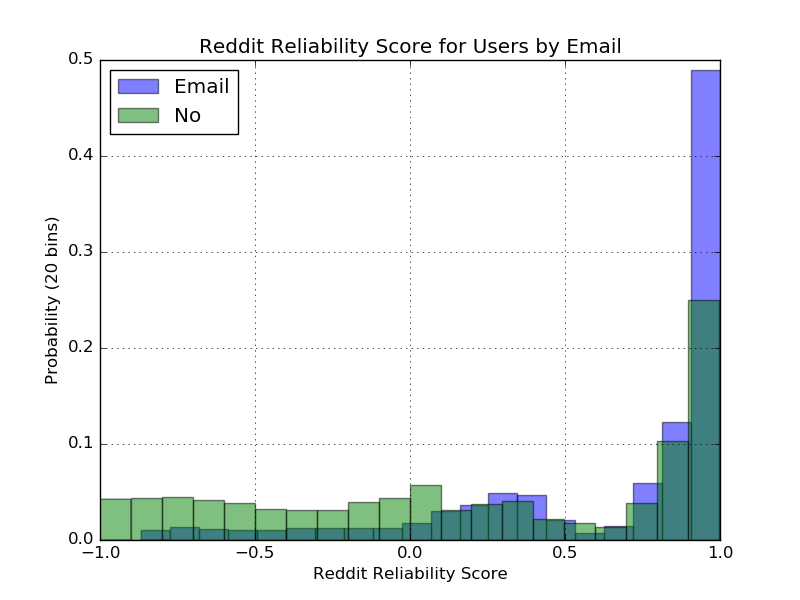 Reddit Reliability Score for Users by Email
Email
No
0.5
0.4
0.3
0.2
0.1
0.0
Probability (20 bins)
−1.0 −0.5 0.0 0.5 1.0
Reddit Reliability Score